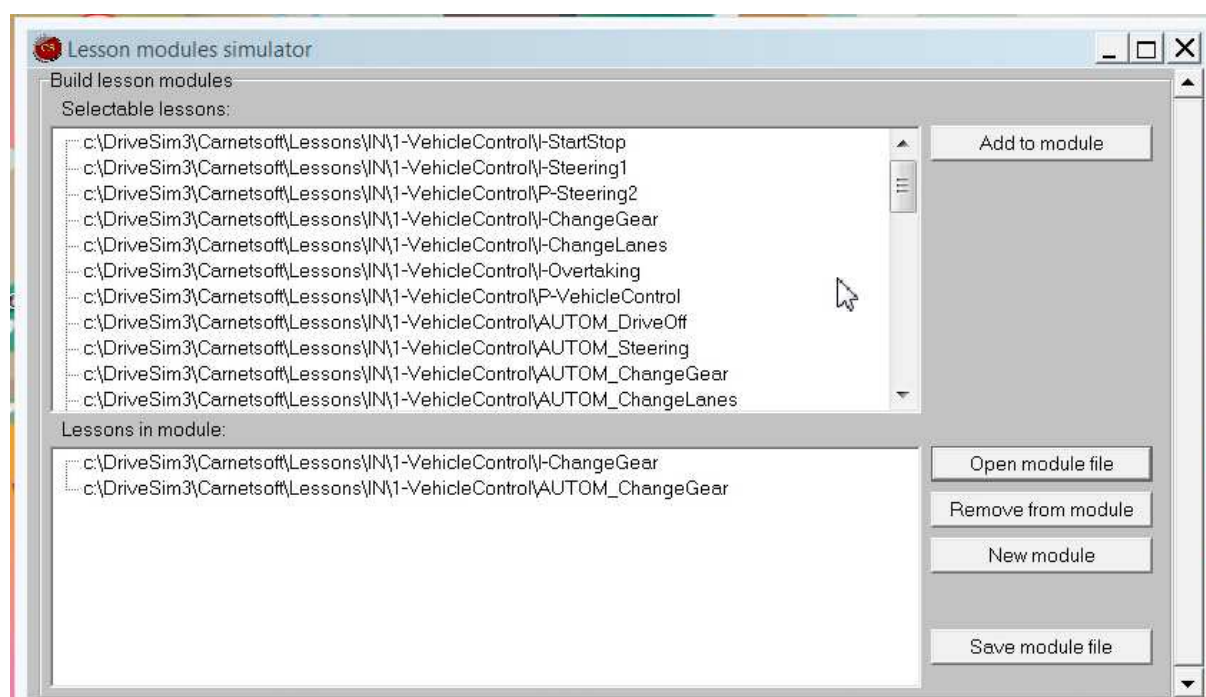 Lesson modules simulator
Build lesson modules
Selectable lessons:
c:\DriveSim3\Carnetsoft\Lessons\IN\1-VehicleControl\I-StartStop
c:\DriveSim3\Carnetsoft\Lessons\IN\1-VehicleControl\I-Steering1
c:\DriveSim3\Carnetsoft\Lessons\IN\1-VehicleControl\P-Steering2
c:\DriveSim3\Carnetsoft\Lessons\IN\1-VehicleControl\I-ChangeGear
c:\DriveSim3\Carnetsoft\Lessons\IN\1-VehicleControl\I-ChangeLanes
c:\DriveSim3\Carnetsoft\Lessons\IN\1-VehicleControl\I-Overtaking
c:\DriveSim3\Carnetsoft\Lessons\IN\1-VehicleControl\P-VehicleControl
c:\DriveSim3\Carnetsoft\Lessons\IN\1-VehicleControl\AUTOM_DriveOff
c:\DriveSim3\Carnetsoft\Lessons\IN\1-VehicleControl\AUTOM_Steering
c:\DriveSim3\Carnetsoft\Lessons\IN\1-VehicleControl\AUTOM_ChangeGear
c:\DriveSim3\Carnetsoft\Lessons\IN\1-VehicleControl\AUTOM_ChangeLanes
Add to module
Lessons in module:
c:\DriveSim3\Carnetsoft\Lessons\IN\1-VehicleControl\I-ChangeGear
c:\DriveSim3\Carnetsoft\Lessons\IN\1-VehicleControl\AUTOM_ChangeGear
Open module file
Remove from module
New module
Save module file